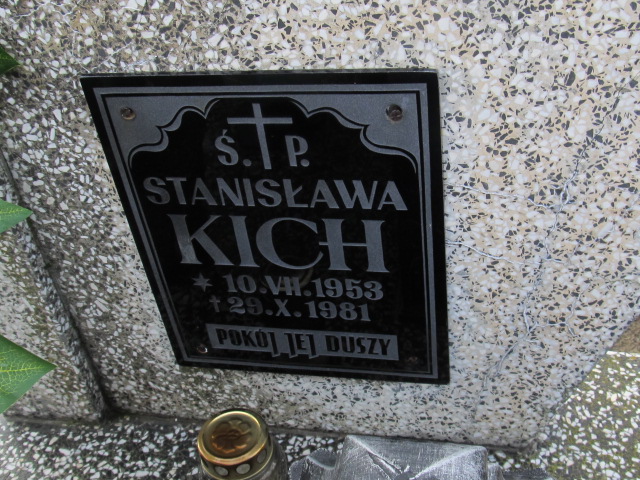 Ś. P.
STANISŁAWA
KICH
* 10.VII.1953
† 29.X.1981
POKÓJ JEJ DUSZY